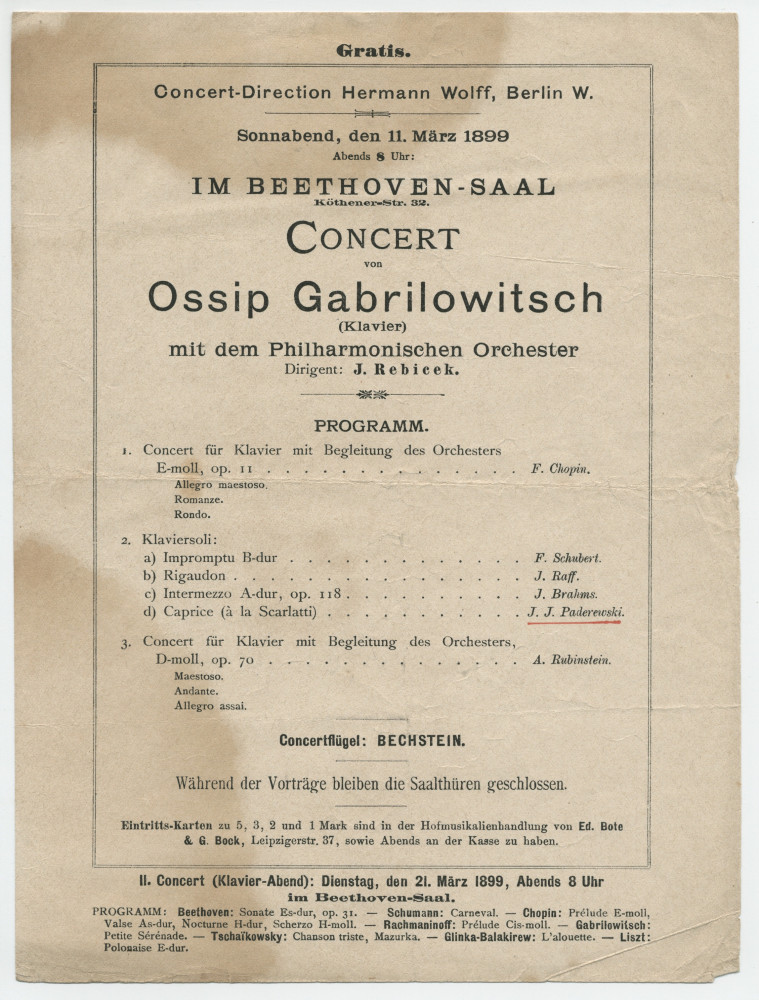 Gratis.
Concert-Direction Hermann Wolff, Berlin W.
Sonnabend, den 11. März 1899
Abends 8 Uhr:
IM BEETHOVEN-SAAL
Köthener-Str. 32.
CONCERT
von
Ossip Gabrilowitsch
(Klavier)
mit dem Philharmonischen Orchester
Dirigent: J. Rebicek.
PROGRAMM.
1. Concert für Klavier mit Begleitung des Orchesters
E-moll, op. 11 . . . . . . . . . . . . . . F. Chopin.
Allegro maestoso.
Romanze.
Rondo.
2. Klaviersoli:
a) Impromptu B-dur . . . . . . . . . . . . . F. Schubert.
b) Rigaudon . . . . . . . . . . . . . . . . J. Raff.
c) Intermezzo A-dur, op. 118 . . . . . . . . . . J. Brahms.
d) Caprice (à la Scarlatti) . . . . . . . . . . . J. J. Paderewski.
3. Concert für Klavier mit Begleitung des Orchesters,
D-moll, op. 70 . . . . . . . . . . . . . . A. Rubinstein.
Maestoso.
Andante.
Allegro assai.
Concertflügel: BECHSTEIN.
Während der Vorträge bleiben die Saalthüren geschlossen.
Eintritts-Karten zu 5, 3, 2 und 1 Mark sind in der Hofmusikalienhandlung von Ed. Bote
& G. Bock, Leipzigerstr. 37, sowie Abends an der Kasse zu haben.
II. Concert (Klavier-Abend): Dienstag, den 21. März 1899, Abends 8 Uhr
im Beethoven-Saal.
PROGRAMM: Beethoven: Sonate Es-dur, op. 31. — Schumann: Carneval. — Chopin: Prélude E-moll,
Valse As-dur, Nocturne H-dur, Scherzo H-moll. — Rachmaninoff: Prélude Cis-moll. — Gabrilowitsch:
Petite Sérénade. — Tschaïkowsky: Chanson triste, Mazurka. — Glinka-Balakirew: L'alouette. — Liszt:
Polonaise E-dur.